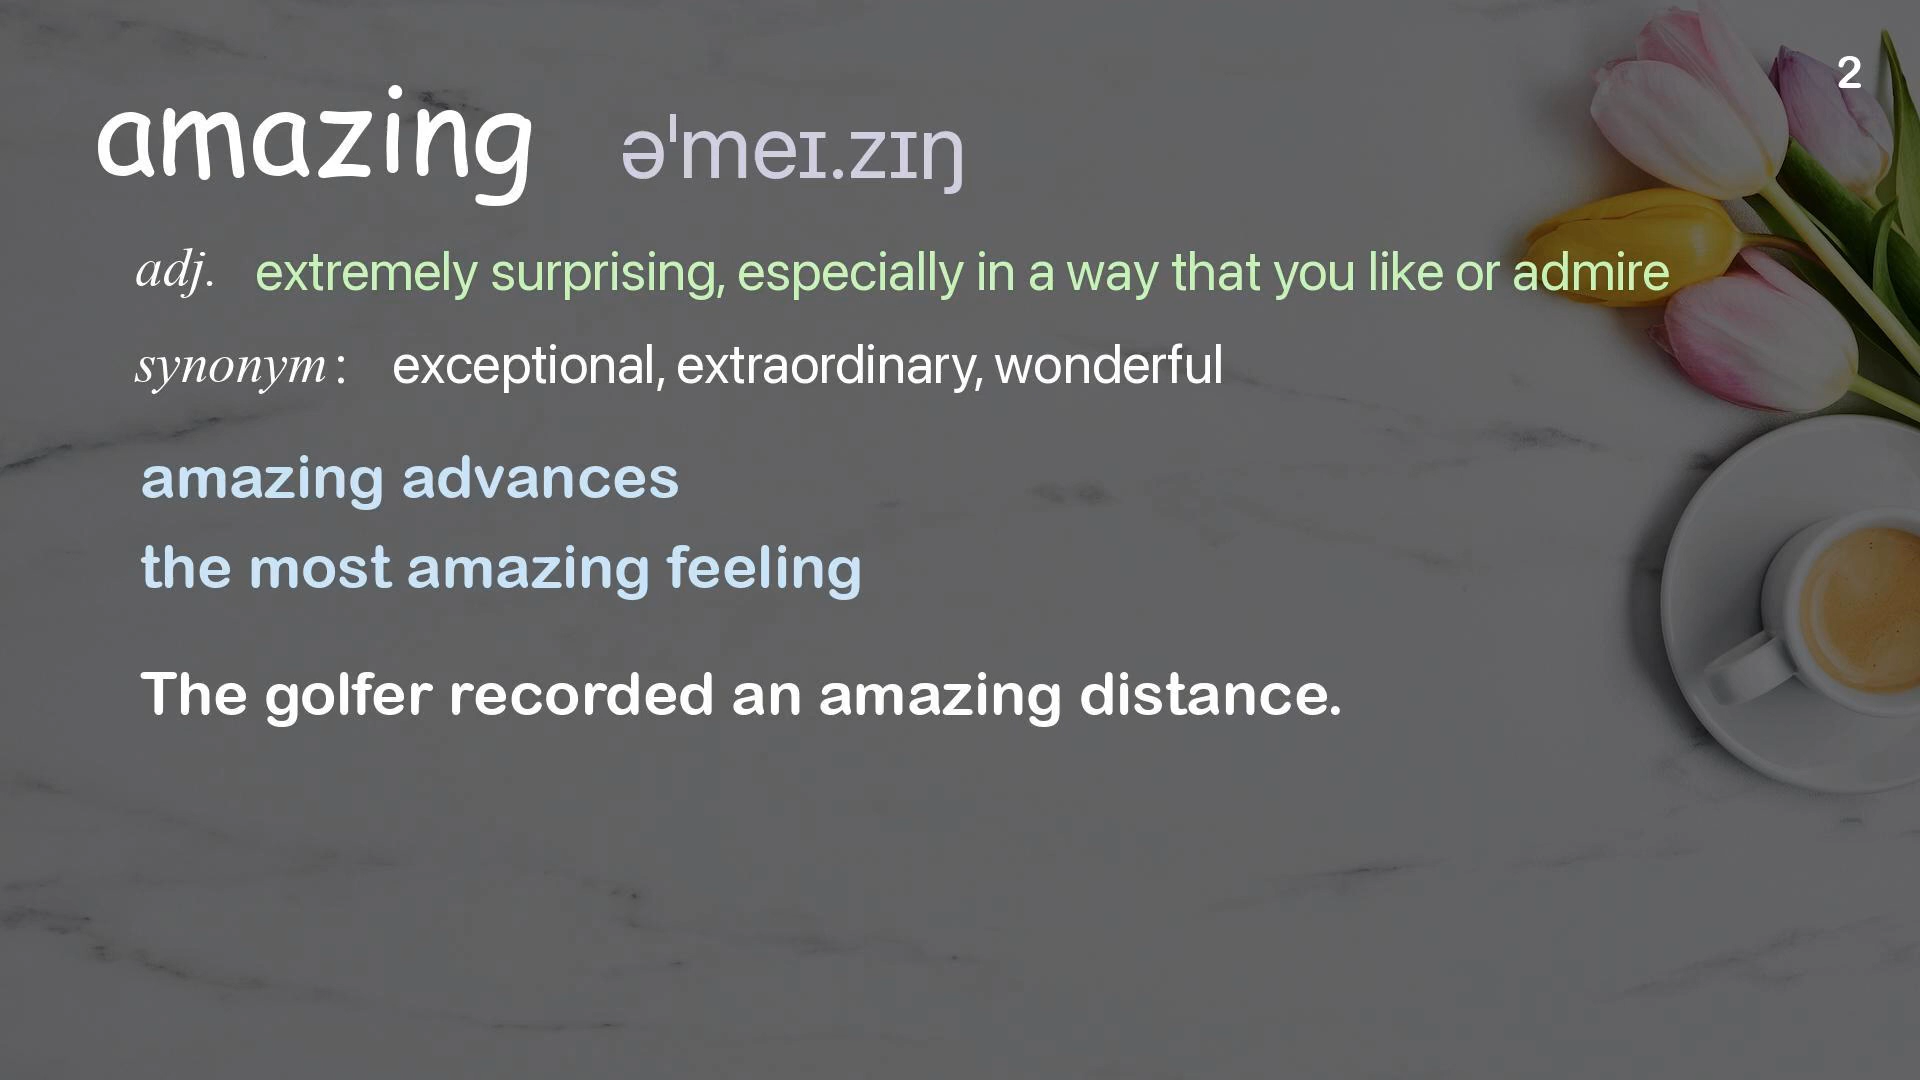 2
amazing əˈmeɪ.zɪŋ
adj. extremely surprising, especially in a way that you like or admire
synonym: exceptional, extraordinary, wonderful
amazing advances
the most amazing feeling
The golfer recorded an amazing distance.